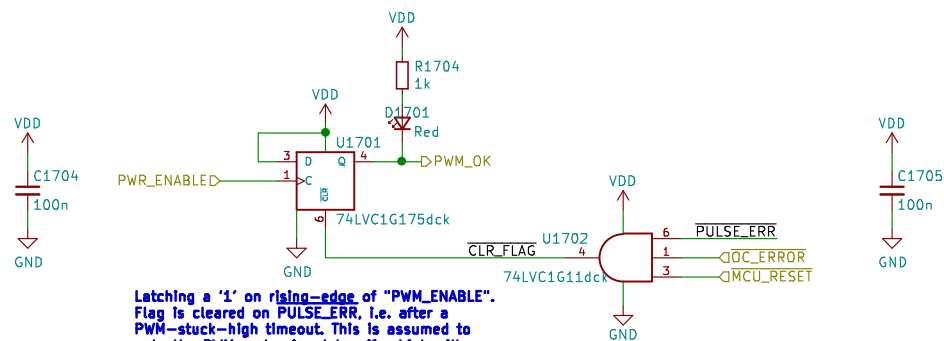 VDD
R1704
1k
VDD
D1701
Red
VDD
U1701
VDD
3
D
Q
4
PWM_OK
C1704
100n
PWR_ENABLE
1
C
CLR
VDD
C1705
100n
6
74LVC1G175dck
GND
GND
U1702
6
PULSE_ERR
CLR_FLAG
4
1
OC_ERROR
GND
74LVC1G11dck
3
MCU_RESET
GND
Latching a '1' on rising-edge of "PWM_ENABLE".
Flag is cleared on PULSE_ERR, i.e. after a
PWM-stuck-high timeout. This is assumed to